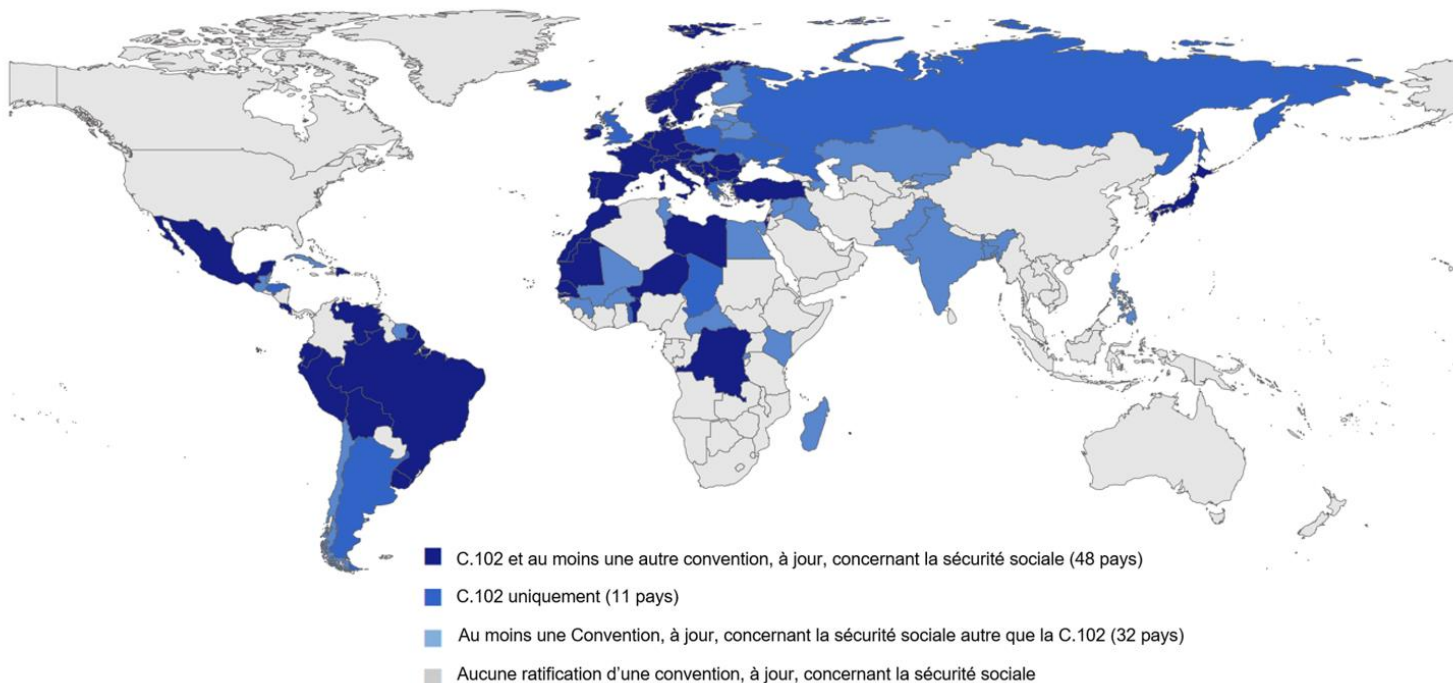 C.102 et au moins une autre convention, à jour, concernant la sécurité sociale (48 pays)
C.102 uniquement (11 pays)
Au moins une Convention, à jour, concernant la sécurité sociale autre que la C.102 (32 pays)
Aucune ratification d'une convention, à jour, concernant la sécurité sociale